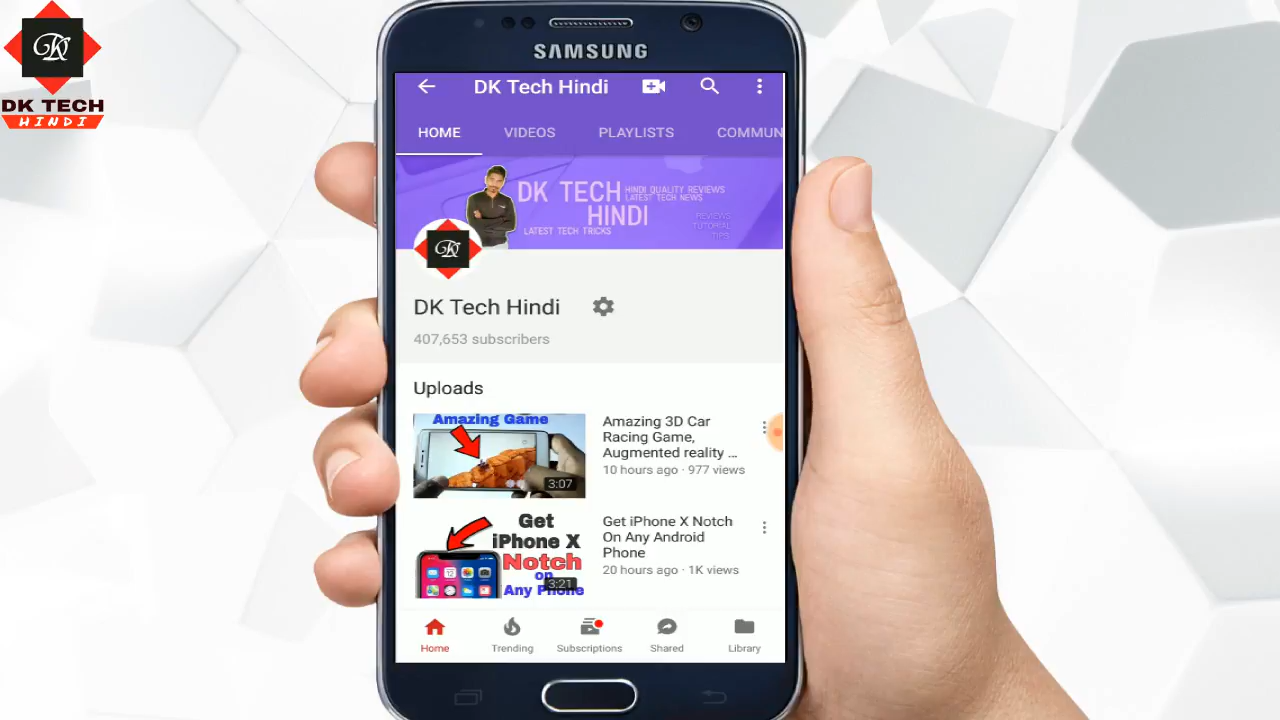 DK TECH
HINDI
SAMSUNG
DK Tech Hindi
HOME VIDEOS PLAYLISTS COMMUN
DK TECH
HINDI
HINDI QUALITY REVIEWS
LATEST TECH NEWS
LATEST TECH TRICKS
REVIEWS
TUTORIAL
TIPS
DK Tech Hindi
407,653 subscribers
Uploads
Amazing Game
3:07
Amazing 3D Car
Racing Game,
Augmented reality ...
10 hours ago · 977 views
Get
iPhone X
Notch
on
Any Phone
3:21
Get iPhone X Notch
On Any Android
Phone
20 hours ago · 1K views
Home Trending Subscriptions Shared Library